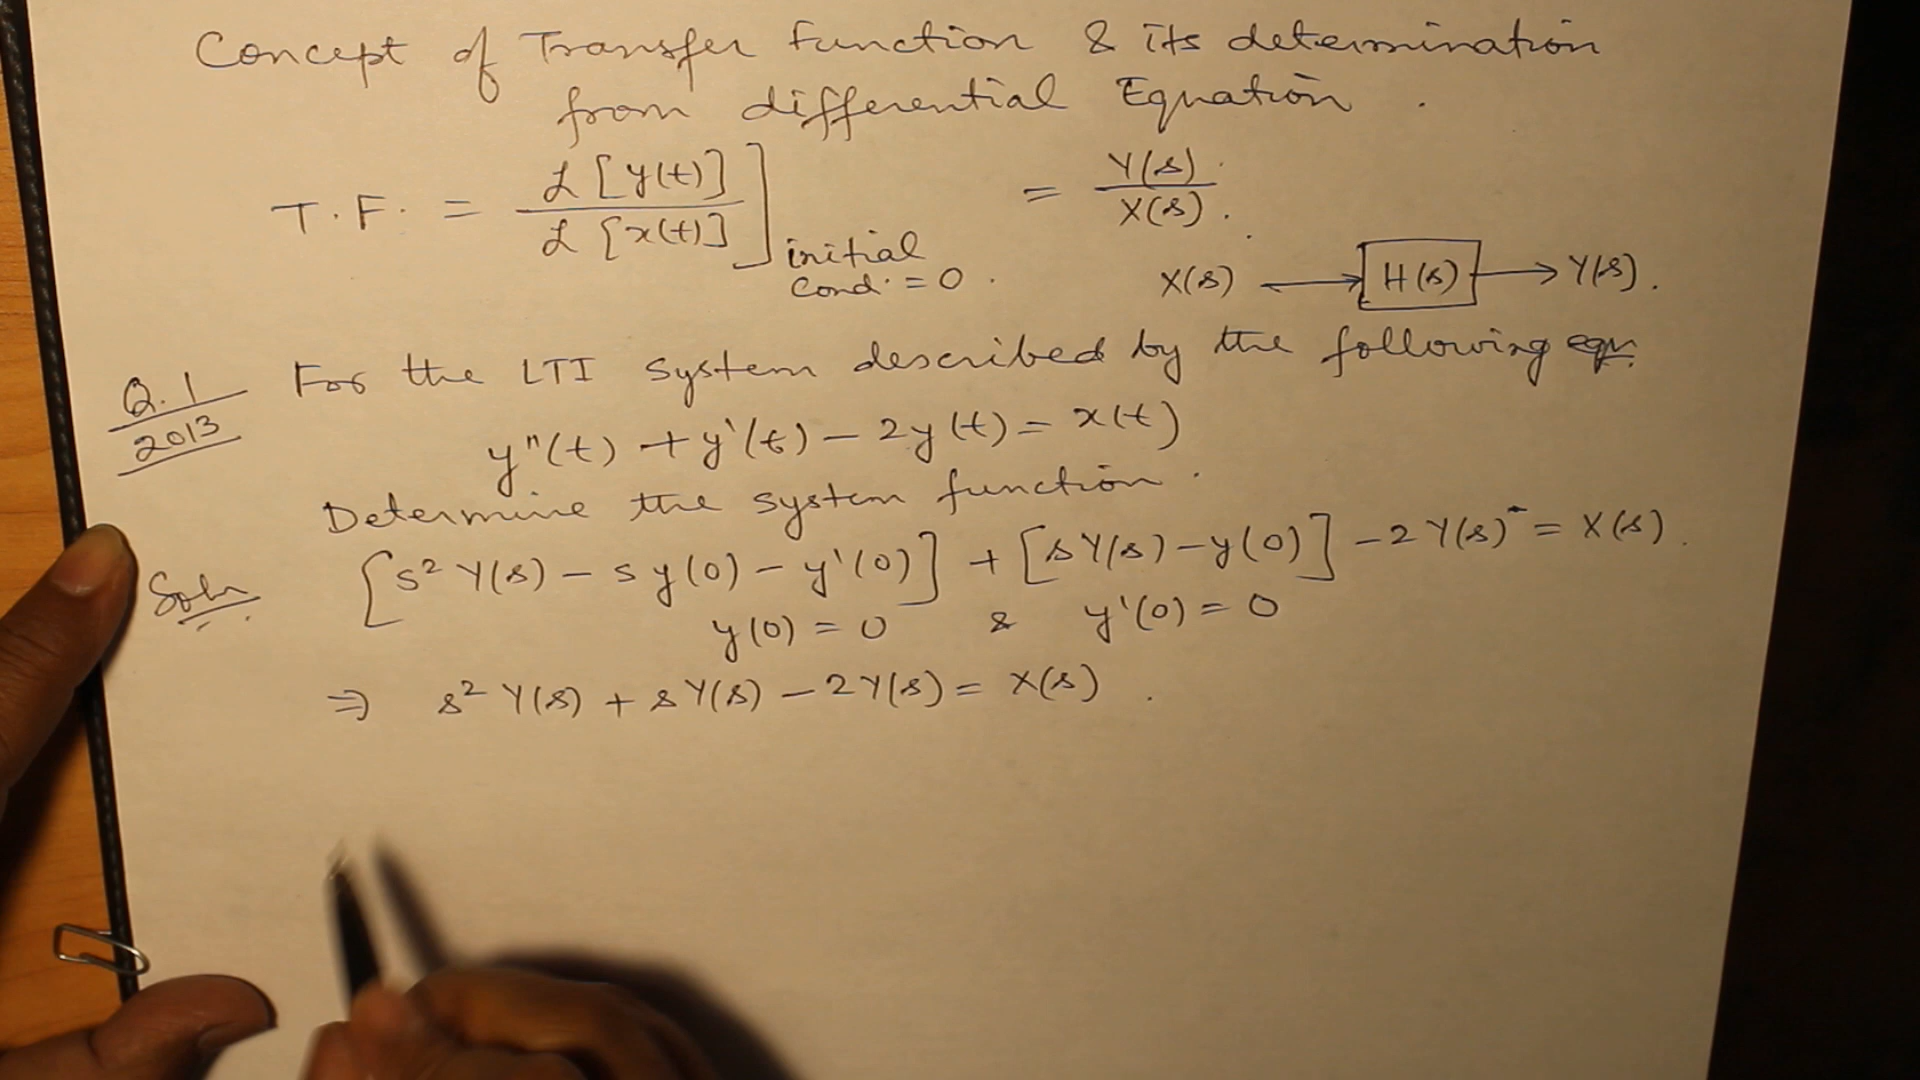 Concept of Transfer Function & its determination
from differential Equation.
T.F. = ℒ[y(t)] / ℒ[x(t)] ] initial cond. = 0. = Y(s) / X(s).
X(s) → H(s) → Y(s).
Q.1 For the LTI system described by the following eqn.
2013
y"(t) + y'(t) - 2y(t) = x(t)
Determine the system function.
Soln [s² Y(s) - s y(0) - y'(0)] + [sY(s) - y(0)] - 2Y(s) = X(s).
y(0) = 0 & y'(0) = 0
⇒ s² Y(s) + sY(s) - 2Y(s) = X(s).